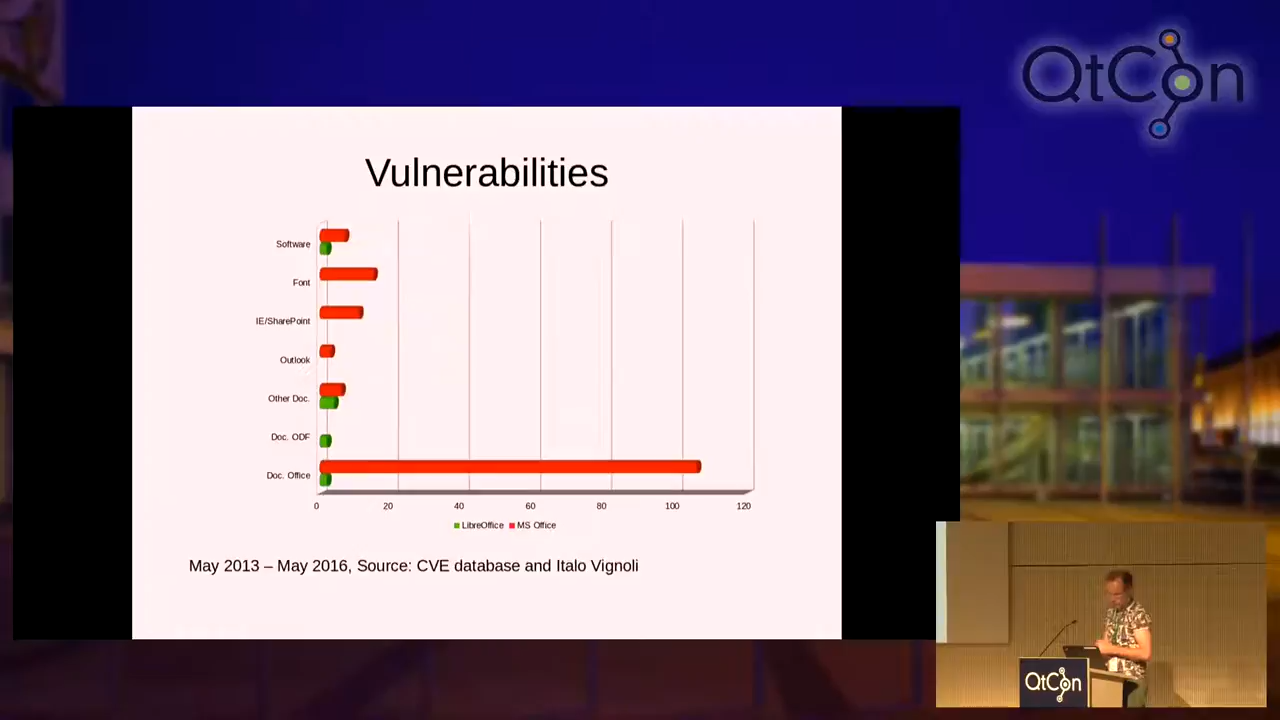 QtCon
Vulnerabilities
Software
Font
IE/SharePoint
Outlook
Other Doc.
Doc. ODF
Doc. Office
0 20 40 60 80 100 120
LibreOffice MS Office
May 2013 – May 2016, Source: CVE database and Italo Vignoli
QtCon